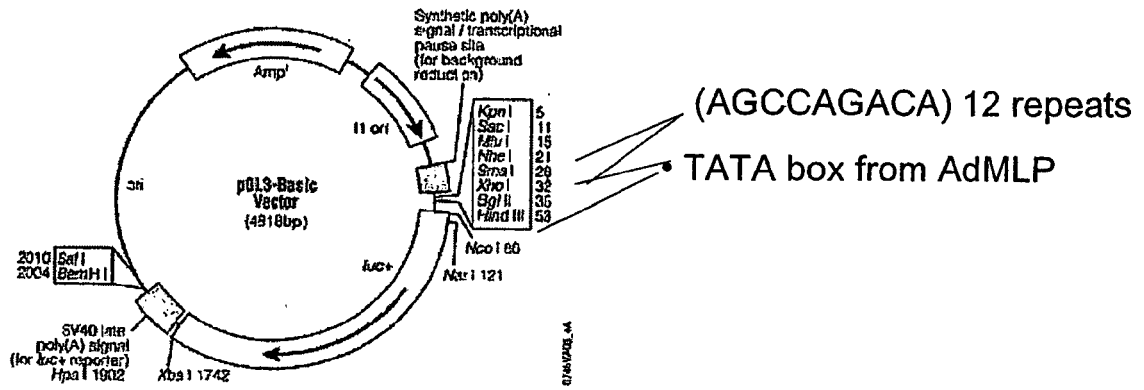 Synthetic poly(A)
signal / transcriptional
pause site
(for background
reduction)
Ampʳ
f1 ori
Kpn I 5
Sac I 11
Mlu I 15
Nhe I 21
Sma I 28
Xho I 32
Bgl II 36
Hind III 53
(AGCCAGACA) 12 repeats
• TATA box from AdMLP
ori
pGL3-Basic
Vector
(4818bp)
Nco I 86
Nar I 121
luc+
2010 Sal I
2004 BamH I
SV40 late
poly(A) signal
(for luc+ reporter)
Hpa I 1902
Xba I 1742